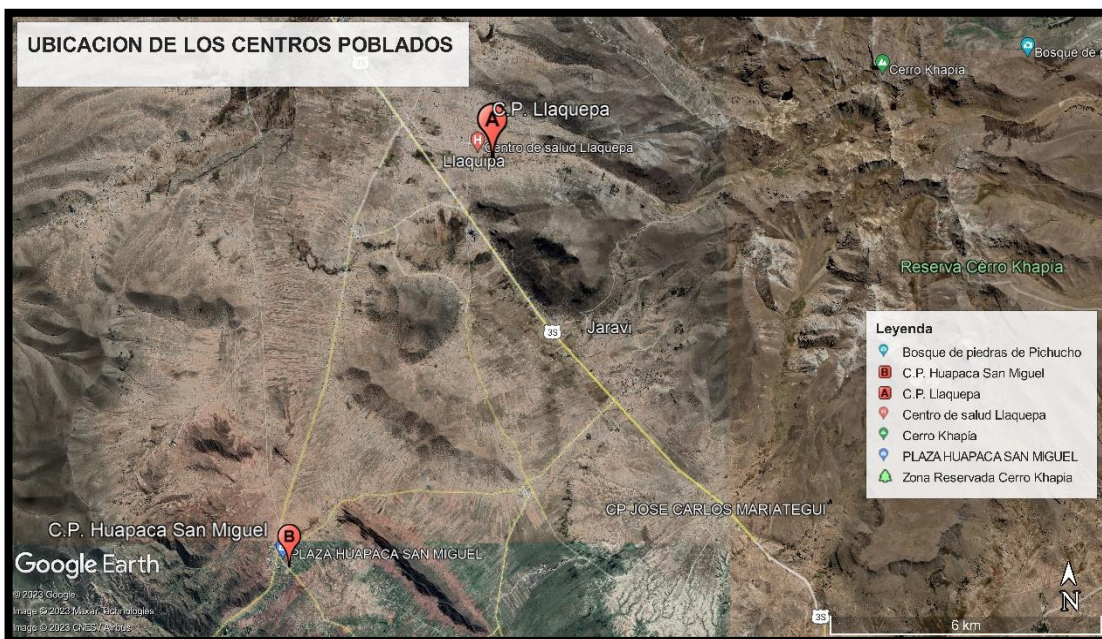 UBICACION DE LOS CENTROS POBLADOS
3S
Cerro Khapía
Bosque de
A
C.P. Llaquepa
H
Centro de salud Llaquepa
Llaquipa
Reserva Cerro Khapía
3S
Jaravi
Leyenda
Bosque de piedras de Pichucho
B C.P. Huapaca San Miguel
A C.P. Llaquepa
H Centro de salud Llaquepa
Cerro Khapía
PLAZA HUAPACA SAN MIGUEL
Zona Reservada Cerro Khapia
CP JOSE CARLOS MARIATEGUI
C.P. Huapaca San Miguel
B
PLAZA HUAPACA SAN MIGUEL
Google Earth
© 2023 Google
Image © 2023 Maxar Technologies
Image © 2023 CNES / Airbus
3S
6 km
N